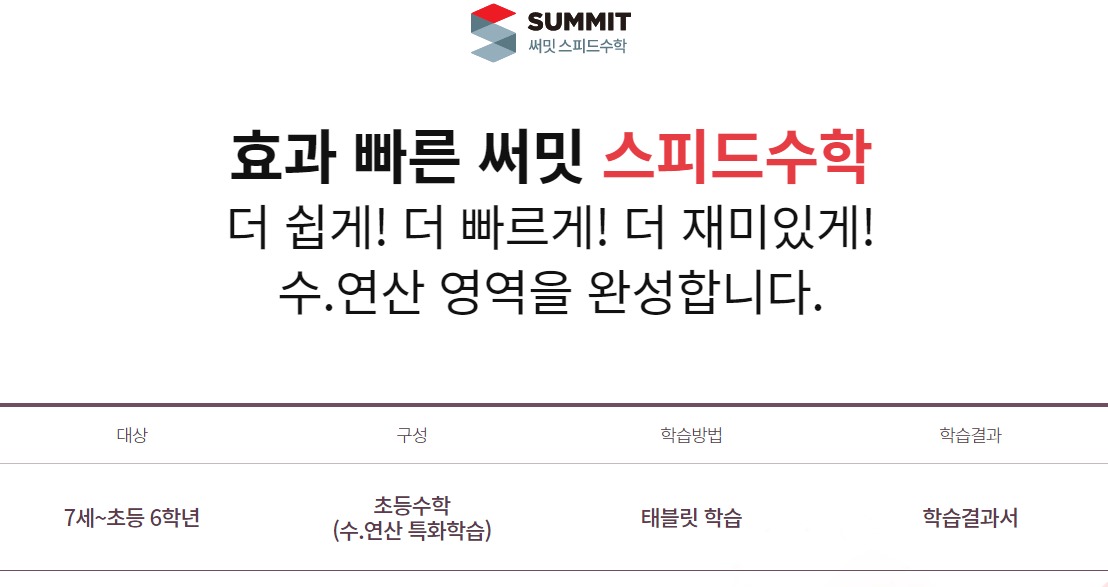 SUMMIT
써밋 스피드수학
효과 빠른 써밋 스피드수학
더 쉽게! 더 빠르게! 더 재미있게!
수.연산 영역을 완성합니다.
대상 구성 학습방법 학습결과
7세~초등 6학년 초등수학 (수.연산 특화학습) 태블릿 학습 학습결과서